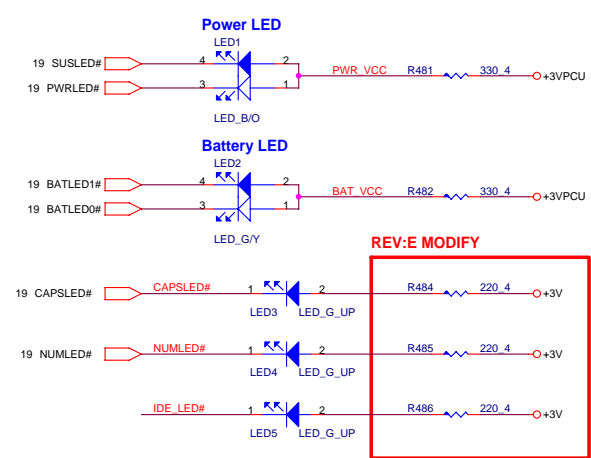 Power LED
LED1
19 SUSLED# 4 2 PWR_VCC R481 330_4 +3VPCU
19 PWRLED# 3 1
LED_B/O
Battery LED
LED2
19 BATLED1# 4 2 BAT_VCC R482 330_4 +3VPCU
19 BATLED0# 3 1
LED_G/Y
REV:E MODIFY
19 CAPSLED# CAPSLED# 1 2 R484 220_4 +3V
LED3 LED_G_UP
19 NUMLED# NUMLED# 1 2 R485 220_4 +3V
LED4 LED_G_UP
IDE_LED# 1 2 R486 220_4 +3V
LED5 LED_G_UP